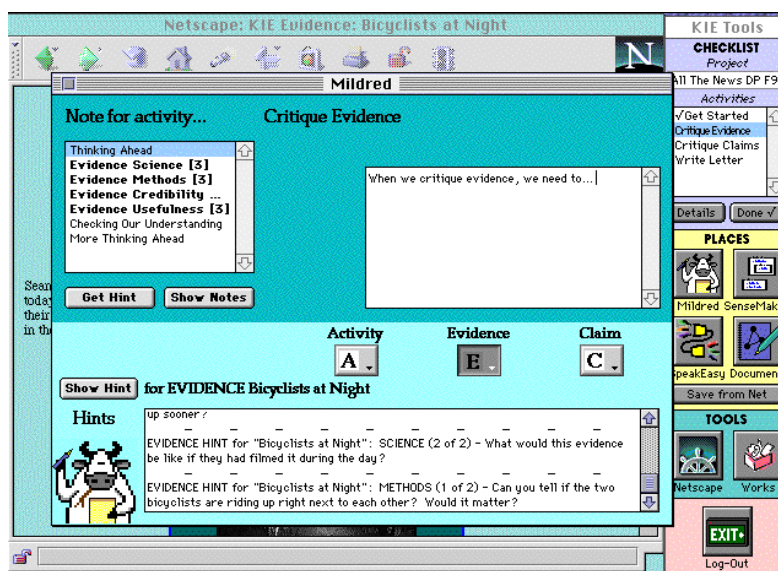 Netscape: KIE Evidence: Bicyclists at Night
N
Mildred
Note for activity...
Critique Evidence
Thinking Ahead
Evidence Science [3]
Evidence Methods [3]
Evidence Credibility ...
Evidence Usefulness [3]
Checking Our Understanding
More Thinking Ahead
When we critique evidence, we need to...
Get Hint
Show Notes
Sean
today
their
in th
Activity
Evidence
Claim
A
E
C
Show Hint
for EVIDENCE Bicyclists at Night
Hints
up sooner?
EVIDENCE HINT for "Bicyclists at Night": SCIENCE (2 of 2) - What would this evidence
be like if they had filmed it during the day?
EVIDENCE HINT for "Bicyclists at Night": METHODS (1 of 2) - Can you tell if the two
bicyclists are riding up right next to each other? Would it matter?
KIE Tools
CHECKLIST
Project
All The News DP F9
Activities
√Get Started
Critique Evidence
Critique Claims
Write Letter
Details
Done √
PLACES
Mildred
SenseMak
SpeakEasy
Documen
Save from Net
TOOLS
Netscape
Works
EXIT
Log-Out